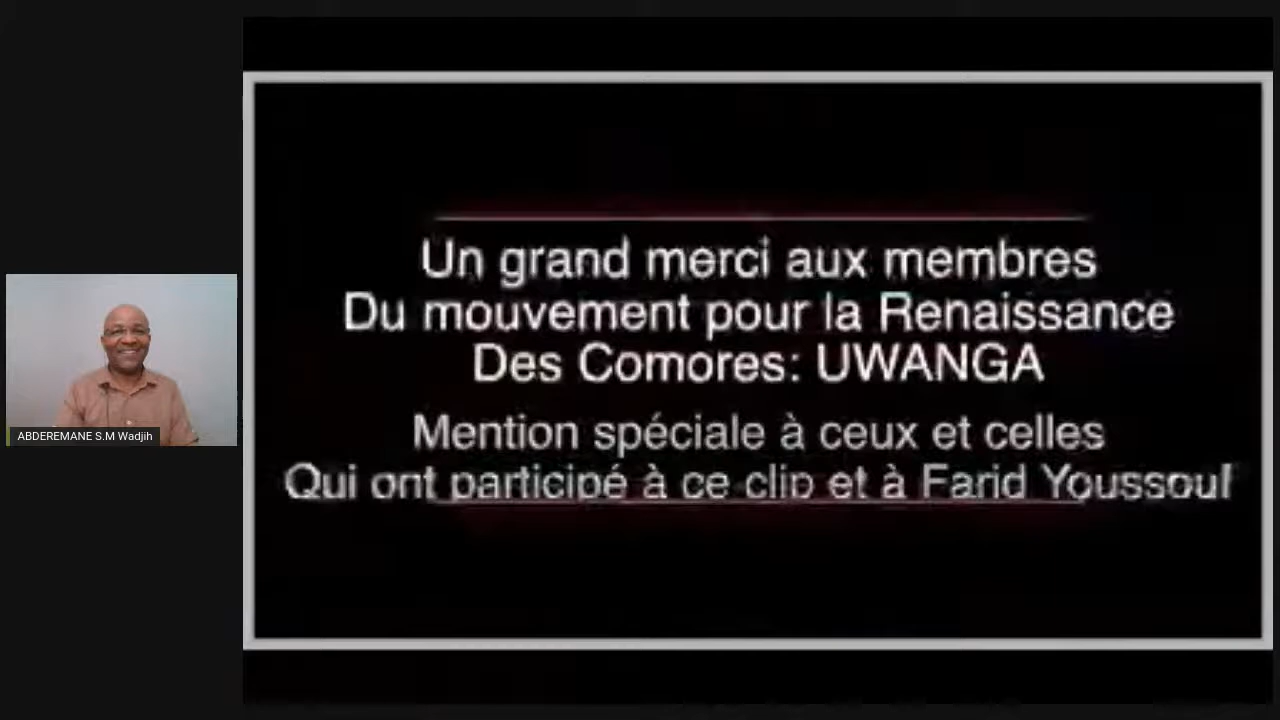 ABDEREMANE S.M Wadjih
Un grand merci aux membres
Du mouvement pour la Renaissance
Des Comores: UWANGA
Mention spéciale à ceux et celles
Qui ont participé à ce clip et à Farid Youssouf